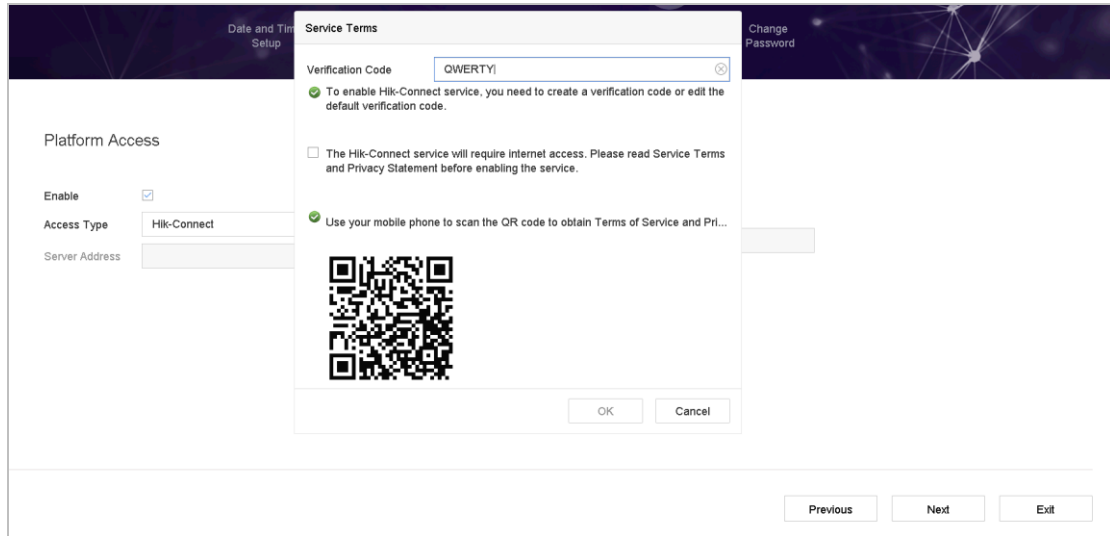 Date and Tim
Setup
Service Terms
Change
Password
Verification Code
QWERTY
To enable Hik-Connect service, you need to create a verification code or edit the
default verification code.
Platform Access
The Hik-Connect service will require internet access. Please read Service Terms
and Privacy Statement before enabling the service.
Enable
Access Type
Hik-Connect
Use your mobile phone to scan the QR code to obtain Terms of Service and Pri...
Server Address
OK
Cancel
Previous
Next
Exit